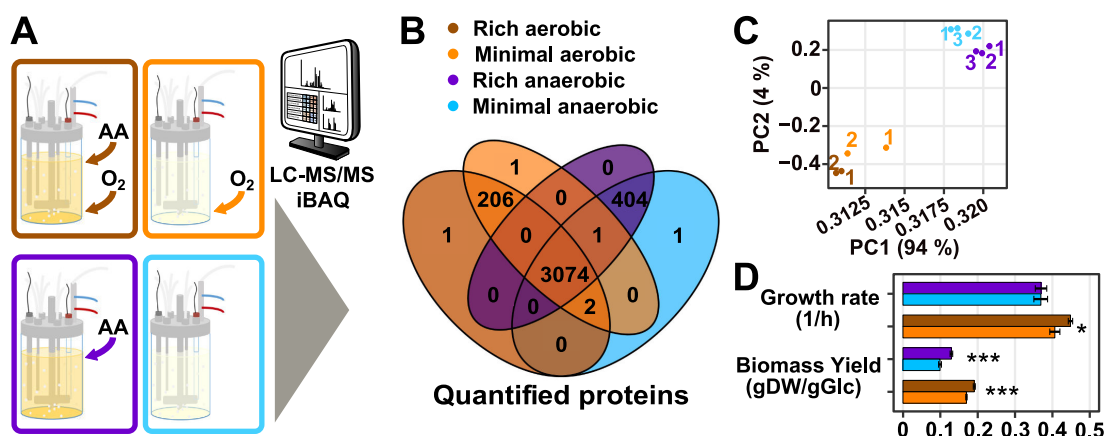 A
AA
O₂
O₂
AA
LC-MS/MS
iBAQ
B
Rich aerobic
Minimal aerobic
Rich anaerobic
Minimal anaerobic
1
0
206
0
404
1
0
1
1
3074
0
0
2
0
0
Quantified proteins
C
PC2 (4 %)
0.2
0
−0.2
−0.4
1 3 2
3 2 1
2 1
2 1
0.3125
0.315
0.3175
0.320
PC1 (94 %)
D
Growth rate
(1/h)
*
Biomass Yield
(gDW/gGlc)
***
***
0 0.1 0.2 0.3 0.4 0.5